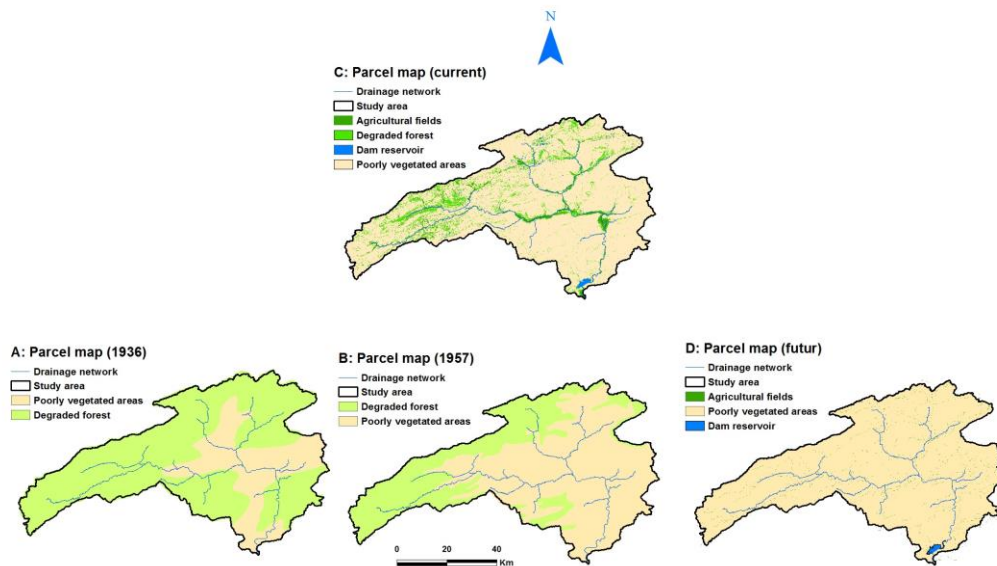 N
C: Parcel map (current)
Drainage network
Study area
Agricultural fields
Degraded forest
Dam reservoir
Poorly vegetated areas
A: Parcel map (1936)
Drainage network
Study area
Poorly vegetated areas
Degraded forest
B: Parcel map (1957)
Drainage network
Study area
Degraded forest
Poorly vegetated areas
D: Parcel map (futur)
Drainage network
Study area
Agricultural fields
Poorly vegetated areas
Dam reservoir
0 20 40
Km